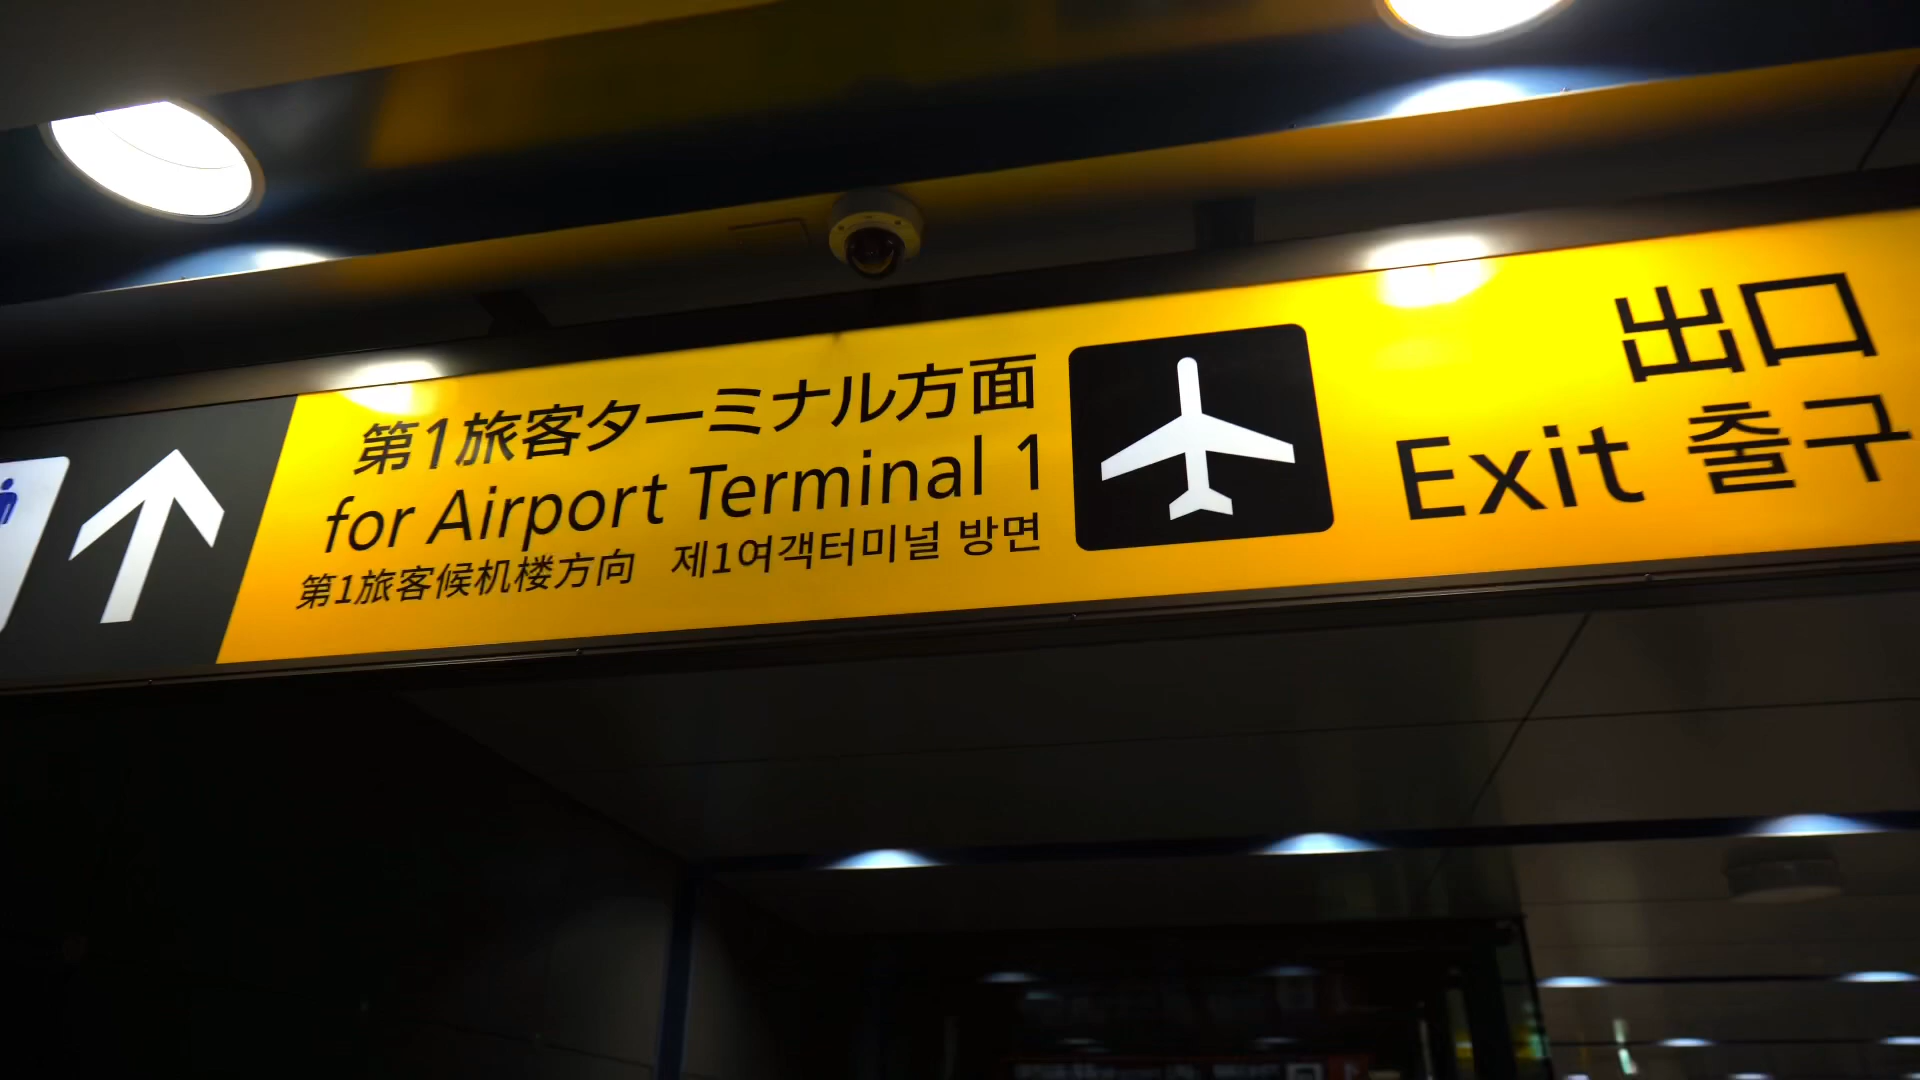 第1旅客ターミナル方面
for Airport Terminal 1
第1旅客候机楼方向 제1여객터미널 방면
出口
Exit 출구